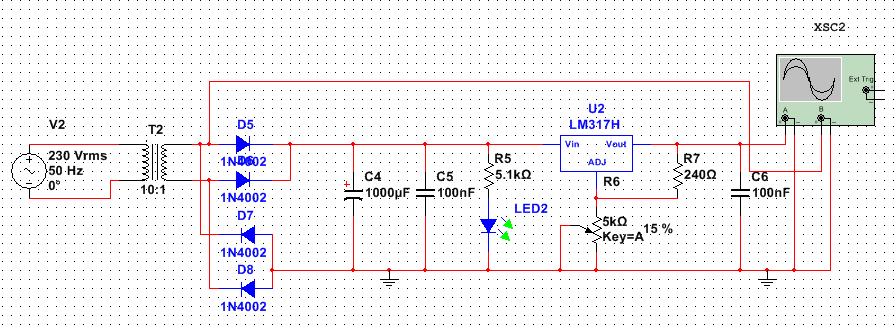 XSC2
Ext Trig
+
-
A
B
+ - + -
V2
230 Vrms
50 Hz
0°
T2
10:1
D5
1N4002
D6
1N4002
D7
1N4002
D8
1N4002
+
C4
1000µF
C5
100nF
R5
5.1kΩ
LED2
U2
LM317H
Vin Vout
ADJ
R6
5kΩ
Key=A
15 %
R7
240Ω
C6
100nF